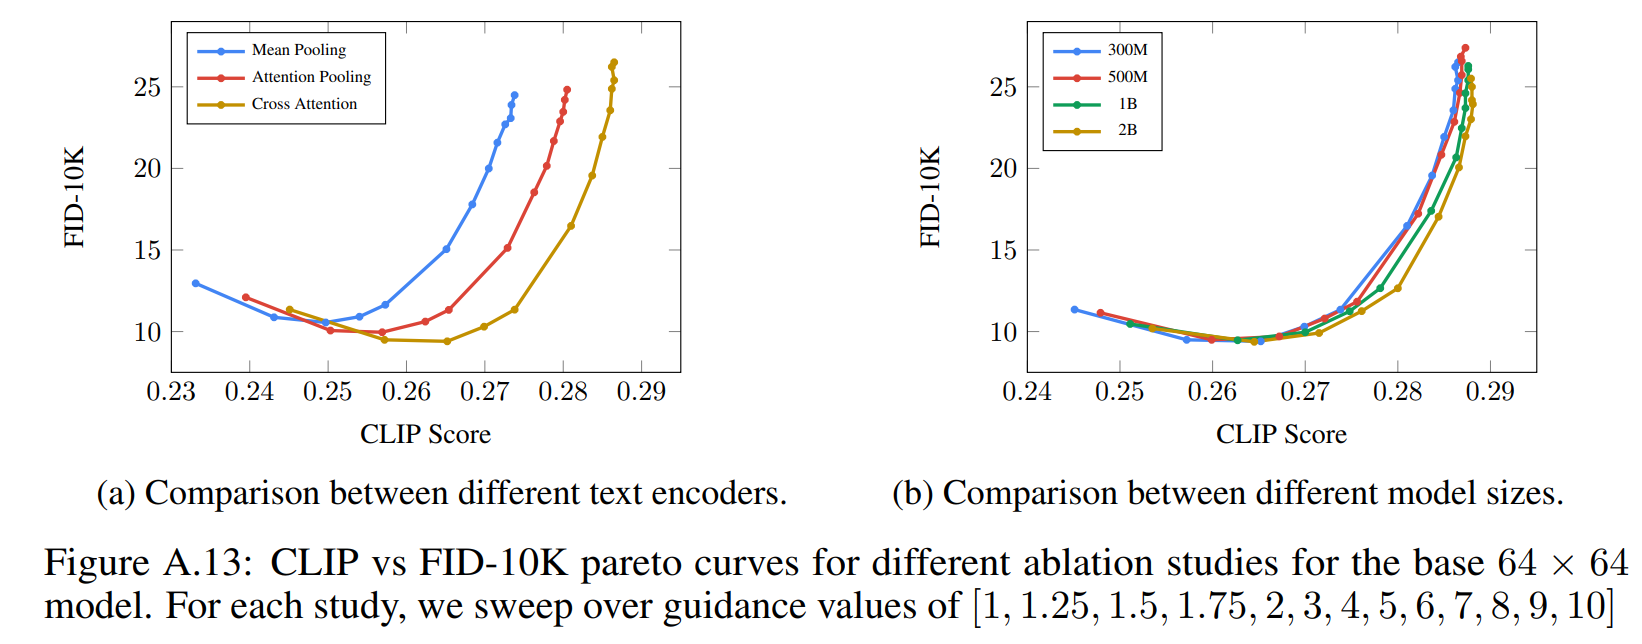 Mean Pooling
Attention Pooling
Cross Attention
25
20
15
10
FID-10K
0.23 0.24 0.25 0.26 0.27 0.28 0.29
CLIP Score
(a) Comparison between different text encoders.
300M
500M
1B
2B
25
20
15
10
FID-10K
0.24 0.25 0.26 0.27 0.28 0.29
CLIP Score
(b) Comparison between different model sizes.
Figure A.13: CLIP vs FID-10K pareto curves for different ablation studies for the base 64 × 64
model. For each study, we sweep over guidance values of [1, 1.25, 1.5, 1.75, 2, 3, 4, 5, 6, 7, 8, 9, 10]